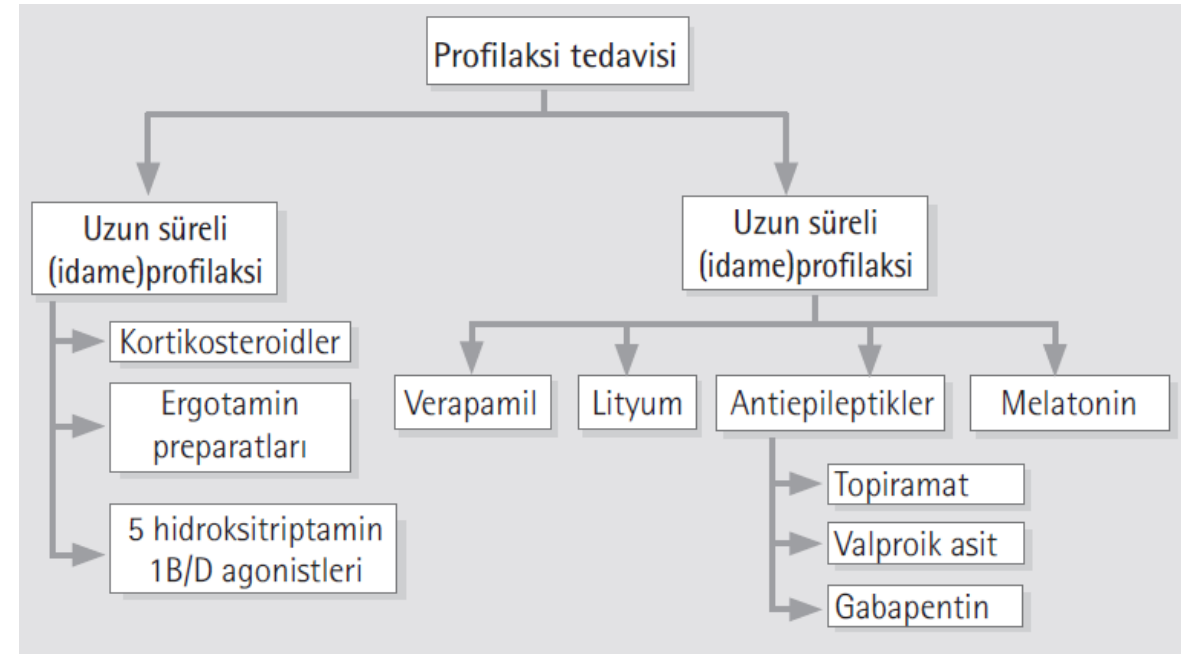 Profilaksi tedavisi
Uzun süreli
(idame)profilaksi
Kortikosteroidler
Ergotamin
preparatları
5 hidroksitriptamin
1B/D agonistleri
Uzun süreli
(idame)profilaksi
Verapamil
Lityum
Antiepileptikler
Melatonin
Topiramat
Valproik asit
Gabapentin